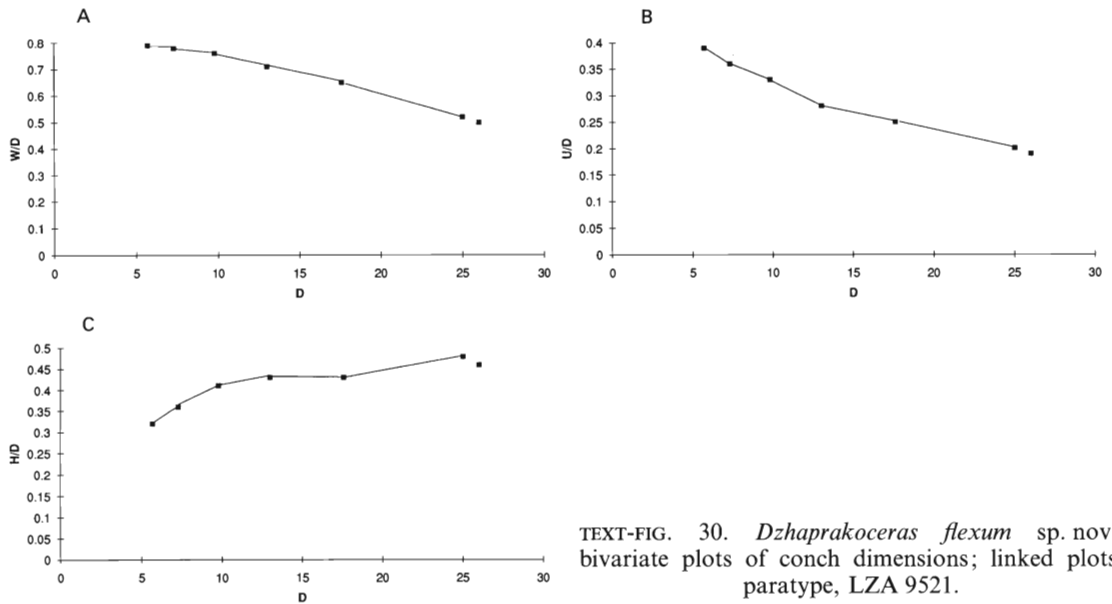 A
0.8
0.7
0.6
0.5
0.4
0.3
0.2
0.1
0
W/D
0 5 10 15 20 25 30
D
B
0.4
0.35
0.3
0.25
0.2
0.15
0.1
0.05
0
U/D
0 5 10 15 20 25 30
D
C
0.5
0.45
0.4
0.35
0.3
0.25
0.2
0.15
0.1
0.05
0
H/D
0 5 10 15 20 25 30
D
TEXT-FIG. 30. Dzhaprakoceras flexum sp. nov
bivariate plots of conch dimensions; linked plots
paratype, LZA 9521.